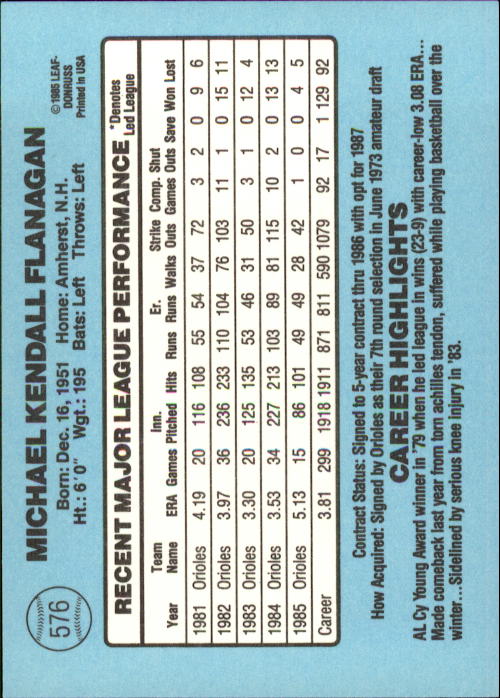 576
MICHAEL KENDALL FLANAGAN
Born: Dec. 16, 1951 Home: Amherst, N.H.
Ht.: 6'0" Wgt.: 195 Bats: Left Throws: Left
©1985 LEAF-
DONRUSS
Printed in USA
RECENT MAJOR LEAGUE PERFORMANCE
*Denotes
Led League
Team Inn. Er. Strike Comp. Shut
Year Name ERA Games Pitched Hits Runs Runs Walks Outs Games Outs Save Won Lost
1981 Orioles 4.19 20 116 108 55 54 37 72 3 2 0 9 6
1982 Orioles 3.97 36 236 233 110 104 76 103 11 1 0 15 11
1983 Orioles 3.30 20 125 135 53 46 31 50 3 1 0 12 4
1984 Orioles 3.53 34 227 213 103 89 81 115 10 2 0 13 13
1985 Orioles 5.13 15 86 101 49 49 28 42 1 0 0 4 5
Career 3.81 299 1918 1911 871 811 590 1079 92 17 1 129 92
Contract Status: Signed to 5-year contract thru 1986 with opt for 1987
How Acquired: Signed by Orioles as their 7th round selection in June 1973 amateur draft
CAREER HIGHLIGHTS
AL Cy Young Award winner in '79 when he led league in wins (23-9) with career-low 3.08 ERA...
Made comeback last year from torn achilles tendon, suffered while playing basketball over the
winter...Sidelined by serious knee injury in '83.